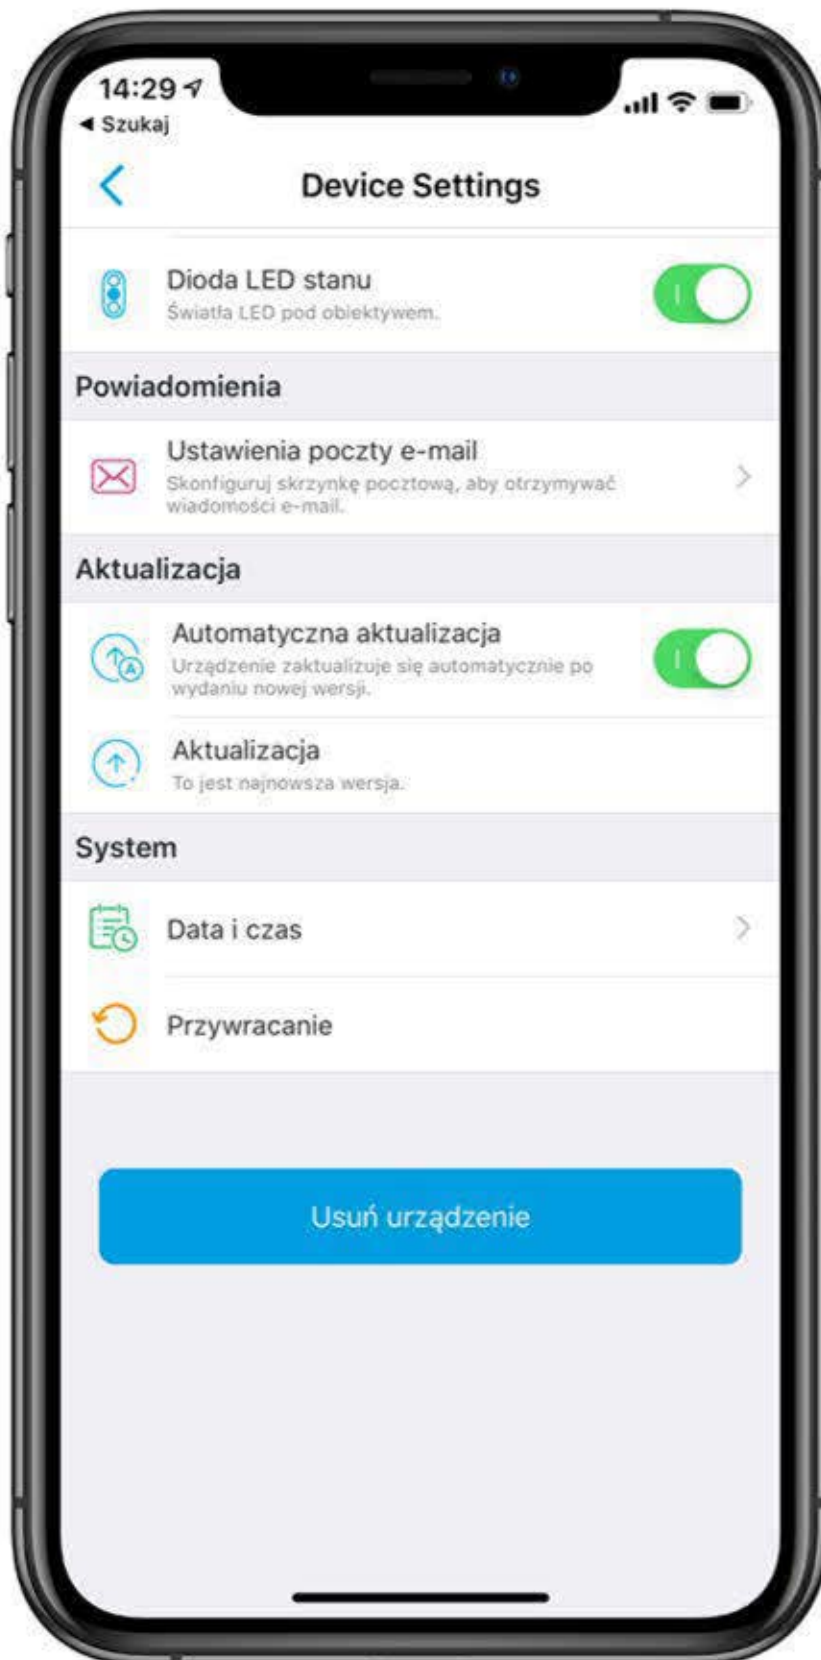 14:29
◀ Szukaj
Device Settings
Dioda LED stanu
Światła LED pod obiektywem.
Powiadomienia
Ustawienia poczty e-mail
Skonfiguruj skrzynkę pocztową, aby otrzymywać
wiadomości e-mail.
Aktualizacja
Automatyczna aktualizacja
Urządzenie zaktualizuje się automatycznie po
wydaniu nowej wersji.
Aktualizacja
To jest najnowsza wersja.
System
Data i czas
Przywracanie
Usuń urządzenie